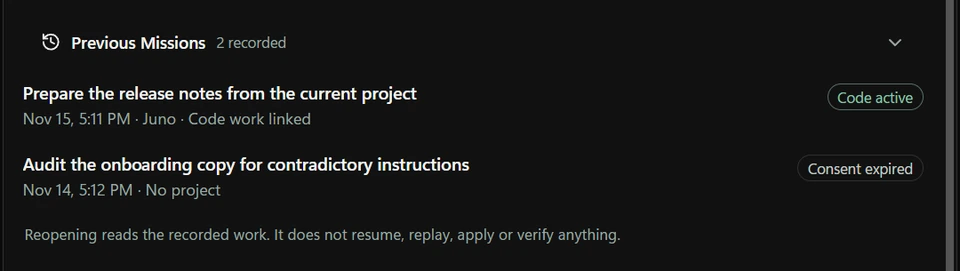 Previous Missions 2 recorded
Prepare the release notes from the current project
Code active
Nov 15, 5:11 PM · Juno · Code work linked
Audit the onboarding copy for contradictory instructions
Consent expired
Nov 14, 5:12 PM · No project
Reopening reads the recorded work. It does not resume, replay, apply or verify anything.